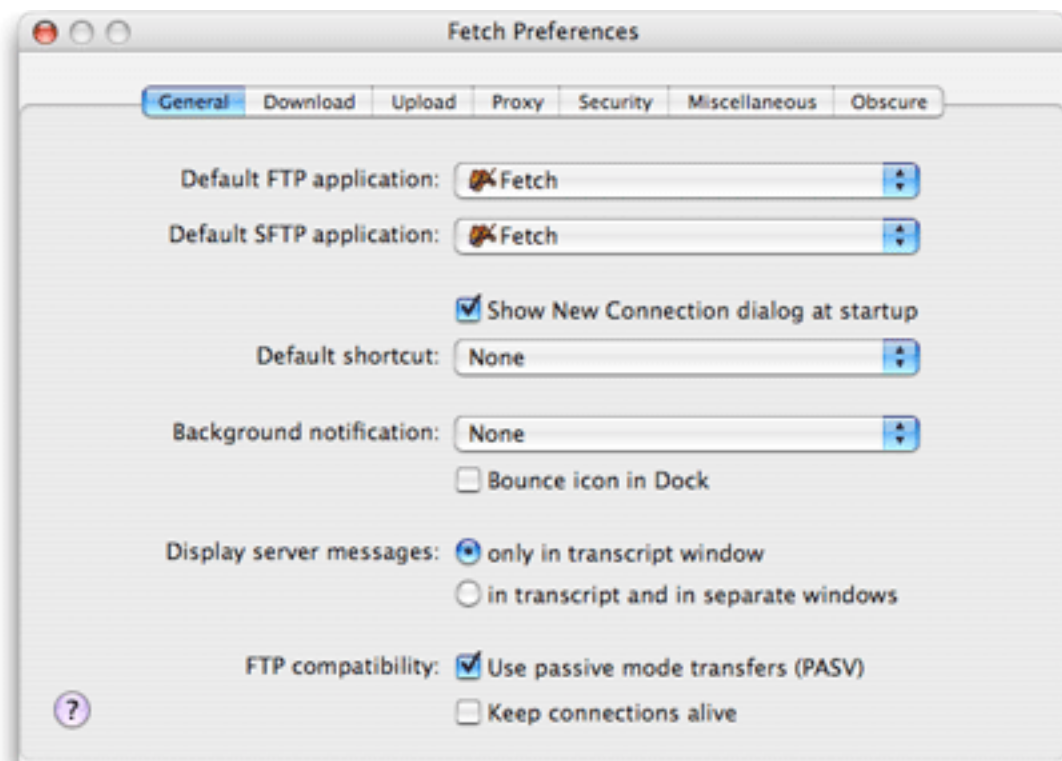 Fetch Preferences
General Download Upload Proxy Security Miscellaneous Obscure
Default FTP application: Fetch
Default SFTP application: Fetch
Show New Connection dialog at startup
Default shortcut: None
Background notification: None
Bounce icon in Dock
Display server messages: only in transcript window
in transcript and in separate windows
FTP compatibility: Use passive mode transfers (PASV)
? Keep connections alive